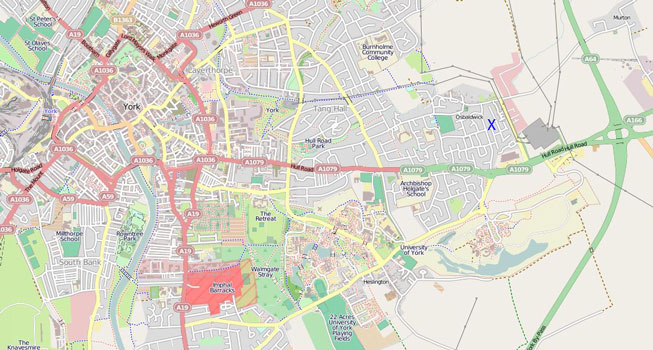 St Peter's
School
B1363
A1036
Heworth Green
Murton
A19
St Olaves
School
A1036
Burnholme
Community
College
A64
A1036
Layerthorpe
York
York
Tang Hall
Osbaldwick
X
A1036
A1036
Hull Road
Park
A166
A1036
Hull Road Hull Road
Holgate Road
A1036
A1079
Hull Road
A1079
A1079
A1079
The Mount
A59
A59
Archbishop
Holgate's
School
A1036
A19
The
Retreat
Millthorpe
School
Rowntree
Park
A19
University
of York
South Bank
Walmgate
Stray
Imphal
Barracks
Heslington
A19
22 Acres
University
of York
Playing
Fields
The
Knavesmire